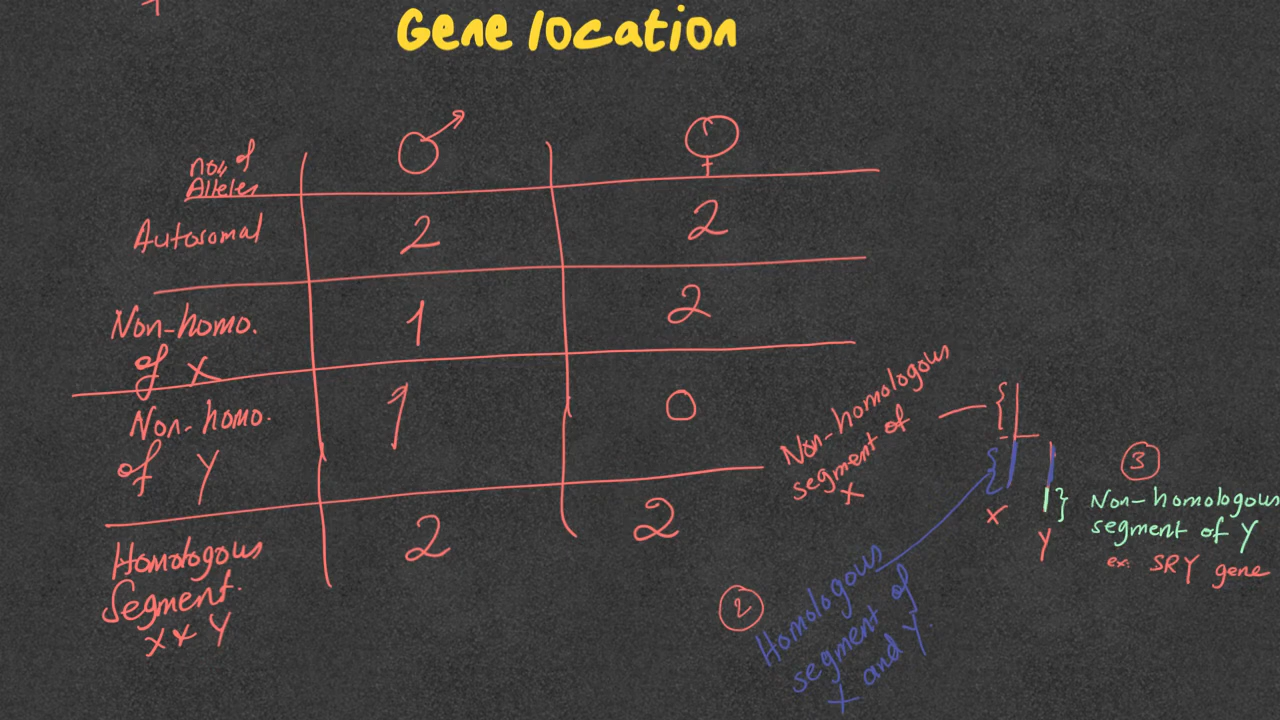 Gene location
no. of
Alleles
Autosomal 2 2
Non-homo.
of X 1 2
Non-homo.
of Y 1 0
Homologous
Segment.
X & Y 2 2
Non-homologous
segment of
X
X
Y
3
Non-homologous
segment of Y
ex. SRY gene
2
Homologous
segment of
X and Y.